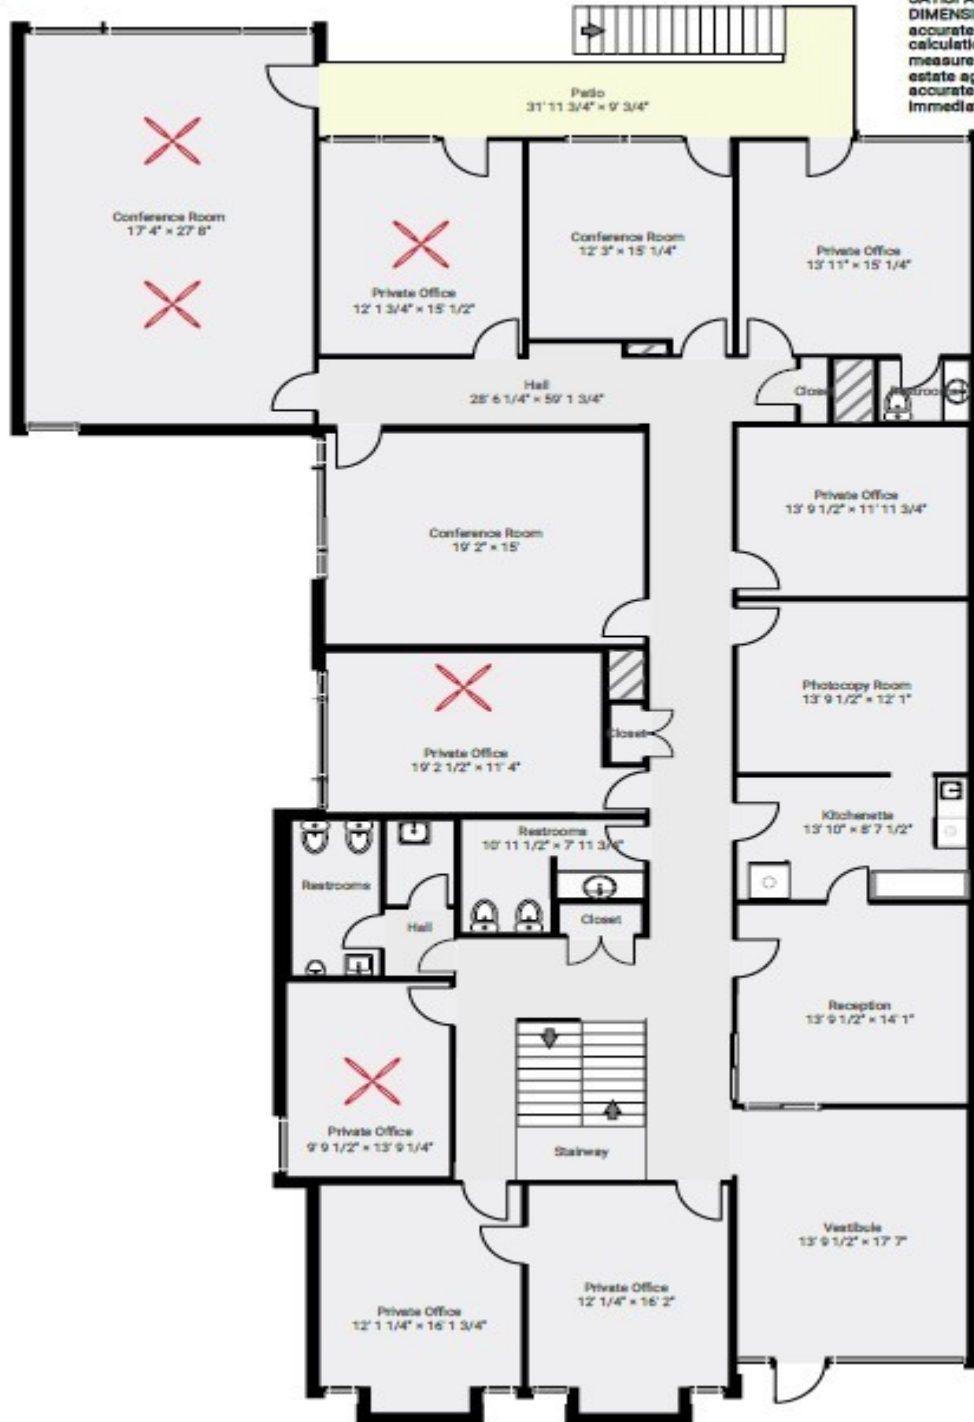 DIMENSI
accurate
calculatio
measure
estate ag
accurate
immedia
Patio
31' 11 3/4" × 9' 3/4"
Conference Room
17' 4" × 27' 8"
Private Office
12' 1 3/4" × 15' 1/2"
Conference Room
12' 3" × 15' 1/4"
Private Office
13' 11" × 15' 1/4"
Hall
28' 6 1/4" × 59' 1 3/4"
Closet
Restrooms
Conference Room
19' 2" × 15'
Private Office
13' 9 1/2" × 11' 11 3/4"
Photocopy Room
13' 9 1/2" × 12' 1"
Private Office
19' 2 1/2" × 11' 4"
Closet
Kitchenette
13' 10" × 8' 7 1/2"
Restrooms
10' 11 1/2" × 7' 11 3/4"
Restrooms
Hall
Closet
Reception
13' 9 1/2" × 14' 1"
Private Office
9' 9 1/2" × 13' 9 1/4"
Stairway
Vestibule
13' 9 1/2" × 17' 7"
Private Office
12' 1 1/4" × 16' 1 3/4"
Private Office
12' 1/4" × 16' 2"